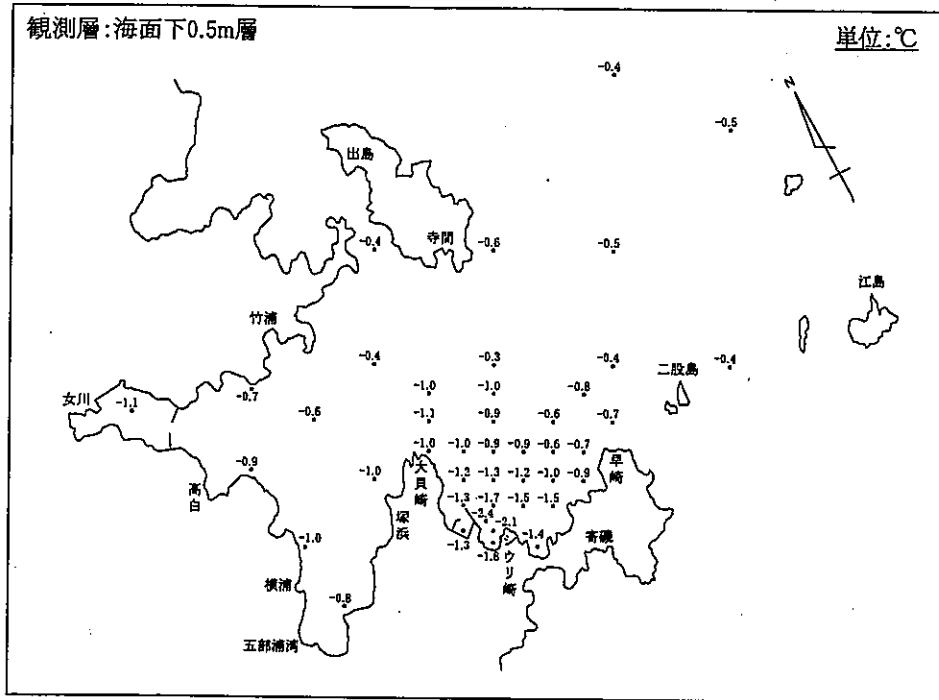 観測層:海面下0.5m層
単位:℃
-0.4
N
-0.5
出島
寺間
-0.4
-0.6
-0.5
江島
竹浦
-0.4
-0.3
-0.4
-0.4
二股島
女川
-0.7
-1.0
-1.0
-0.8
-1.1
-0.6
-1.1
-0.9
-0.6
-0.7
-1.0
-1.0
-0.9
-0.9
-0.6
-0.7
-0.9
-1.0
大貝崎
-1.2
-1.3
-1.2
-1.0
-0.9
早崎
高白
-1.3
-1.7
-1.5
-1.5
塚浜
-2.4
-2.1
-1.0
-1.3
-1.8
シウリ崎
-1.4
寄磯
横浦
-0.8
五部浦湾